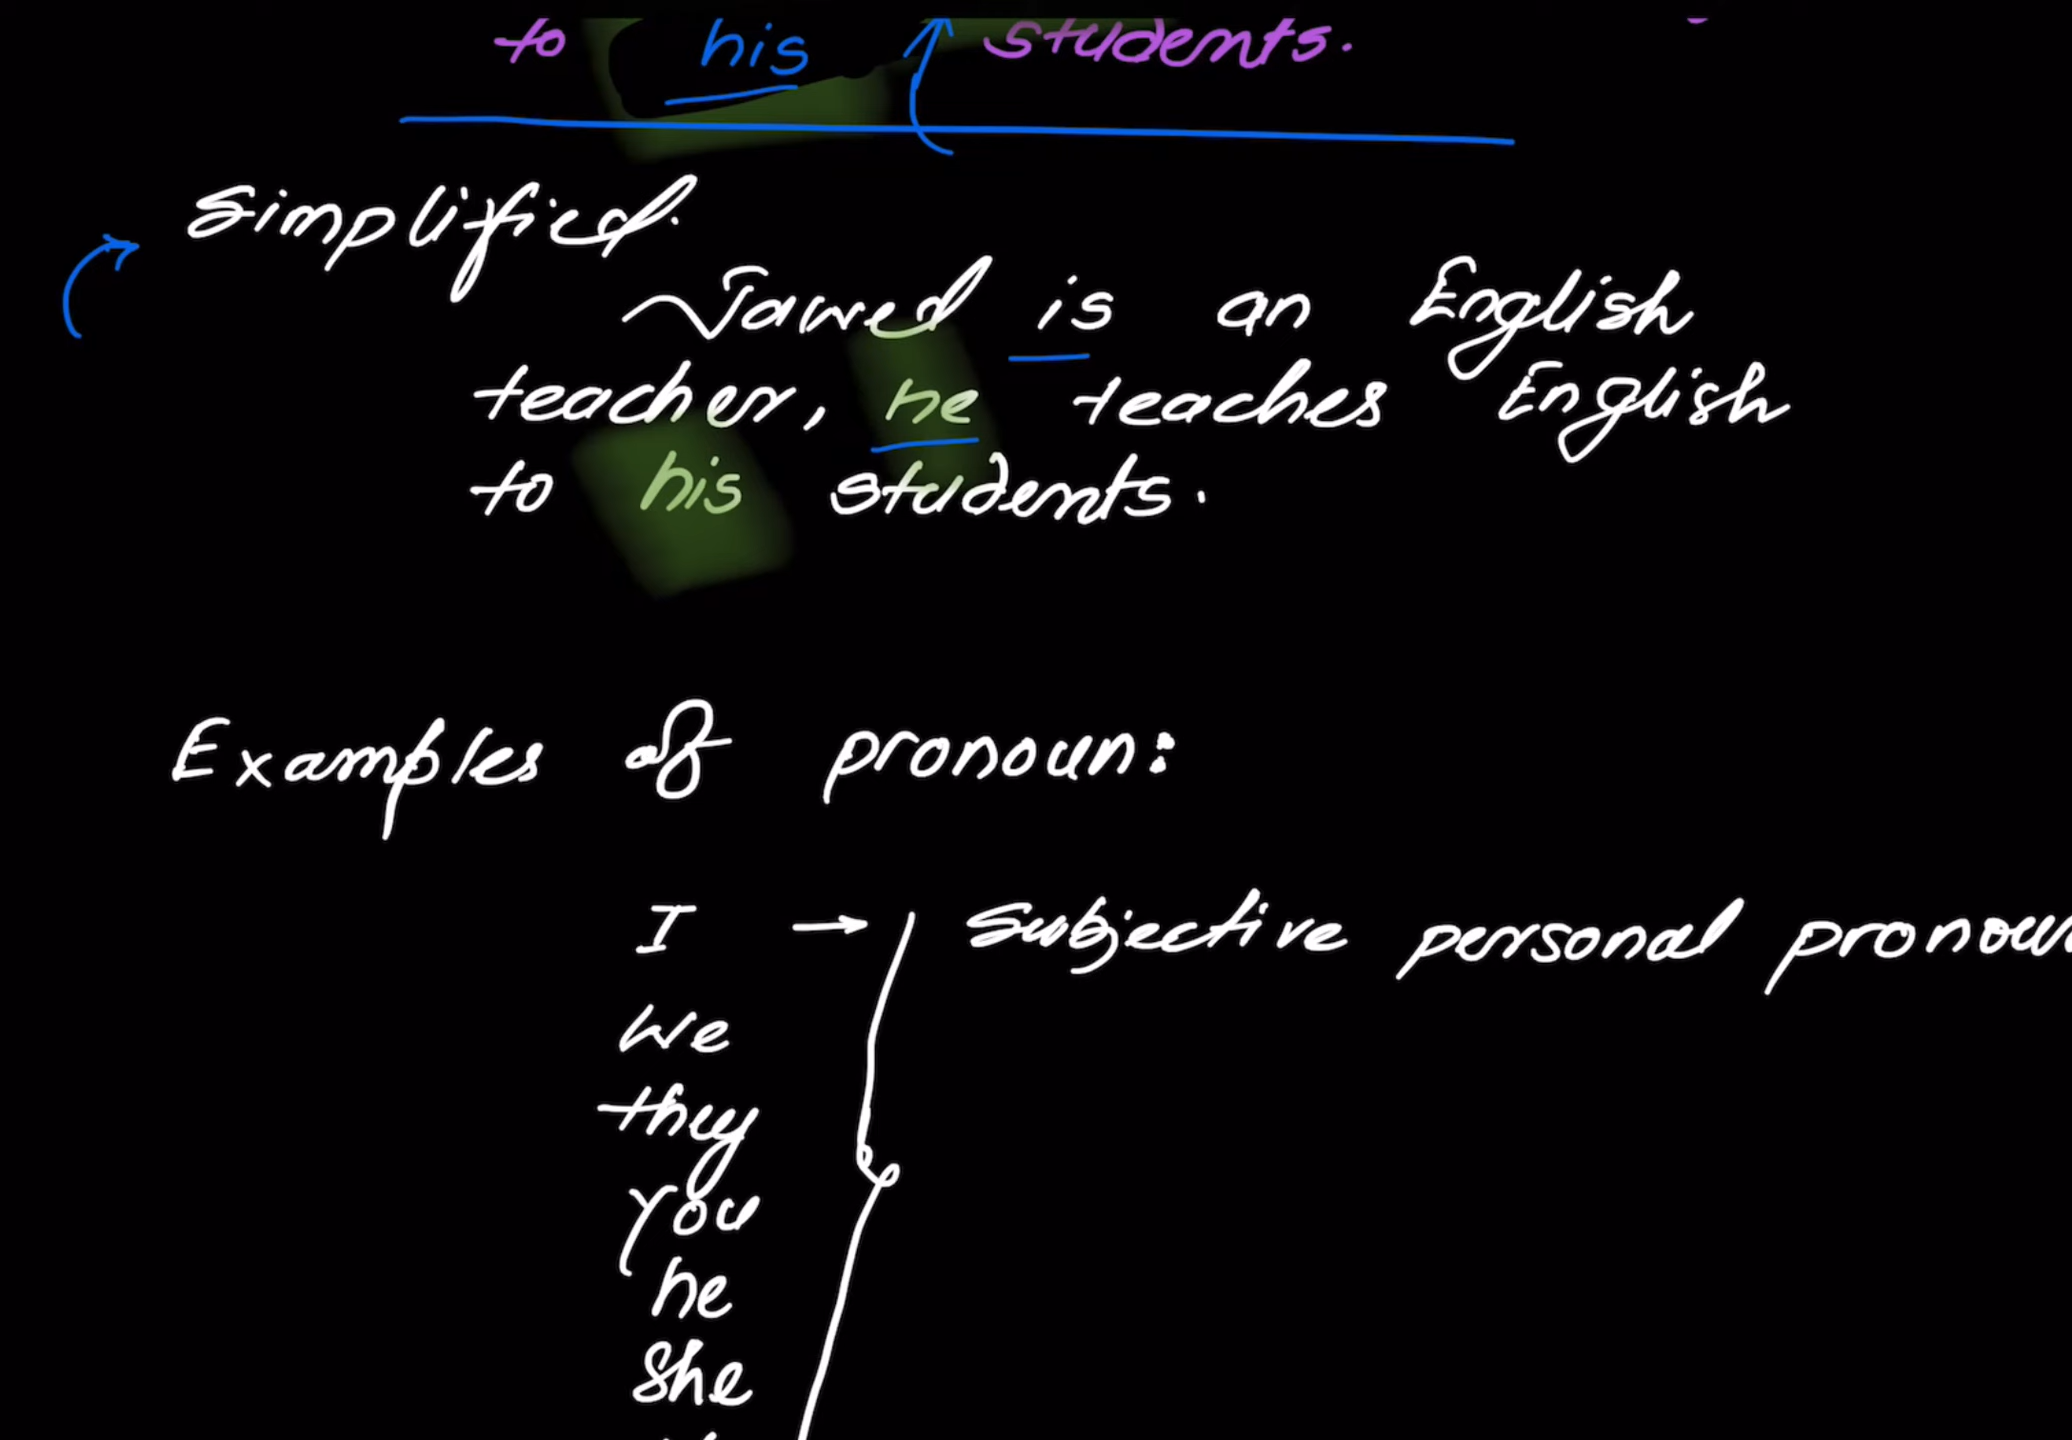 to his students.
Simplified.
Jawed is an English
teacher, he teaches English
to his students.
Examples of pronoun:
I → Subjective personal pronoun
We
they
You
he
She